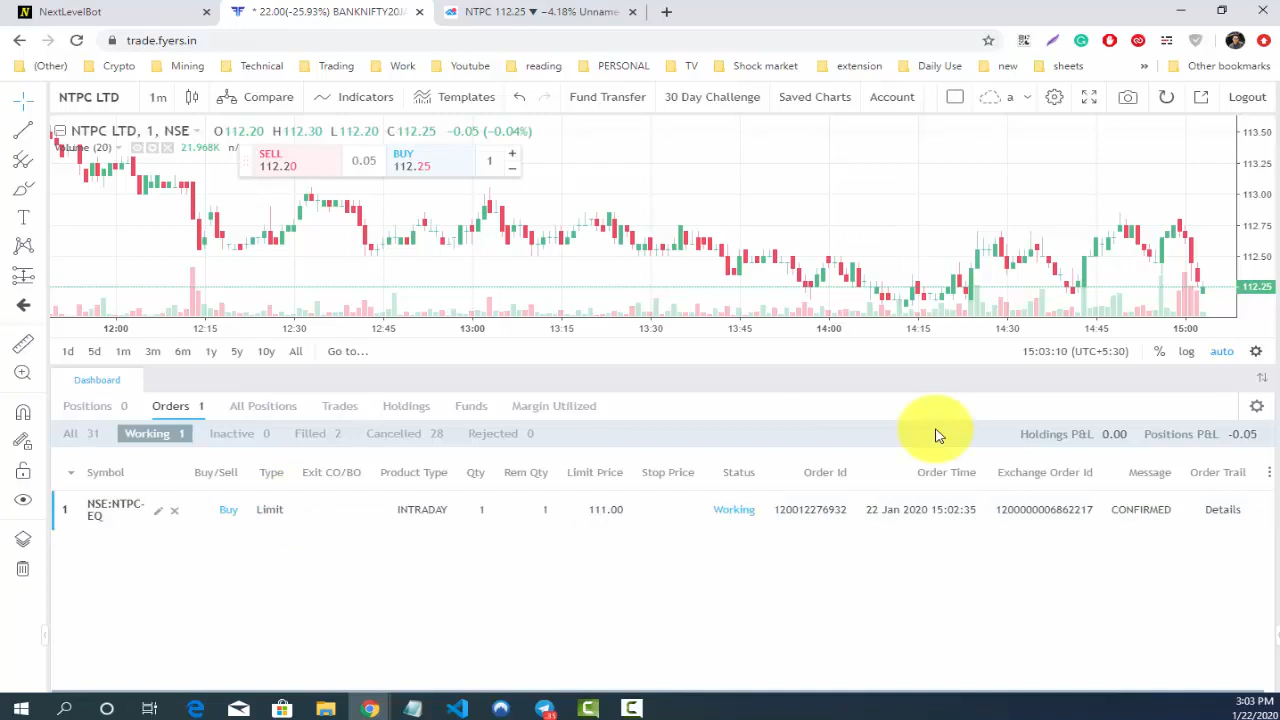 NextLevelBot
* 22.00(-25.93%) BANKNIFTY20JA
NTPC 112.25 ▼ −4.18% Unname
trade.fyers.in
(Other) Crypto Mining Technical Trading Work Youtube reading PERSONAL TV Shock market extension Daily Use new sheets » Other bookmarks
NTPC LTD 1m Compare Indicators Templates Fund Transfer 30 Day Challenge Saved Charts Account a Logout
NTPC LTD, 1, NSE O112.20 H112.30 L112.20 C112.25 -0.05 (-0.04%)
Volume (20) 21.968K n/
SELL
112.20
0.05
BUY
112.25
1
+
−
113.50
113.25
113.00
112.75
112.50
112.25
12:00 12:15 12:30 12:45 13:00 13:15 13:30 13:45 14:00 14:15 14:30 14:45 15:00
1d 5d 1m 3m 6m 1y 5y 10y All Go to... 15:03:10 (UTC+5:30) % log auto
Dashboard
Positions 0 Orders 1 All Positions Trades Holdings Funds Margin Utilized
All 31 Working 1 Inactive 0 Filled 2 Cancelled 28 Rejected 0 Holdings P&L 0.00 Positions P&L -0.05
Symbol Buy/Sell Type Exit CO/BO Product Type Qty Rem Qty Limit Price Stop Price Status Order Id Order Time Exchange Order Id Message Order Trail
1 NSE:NTPC-EQ Buy Limit INTRADAY 1 1 111.00 Working 120012276932 22 Jan 2020 15:02:35 1200000006862217 CONFIRMED Details
3:03 PM
1/22/2020